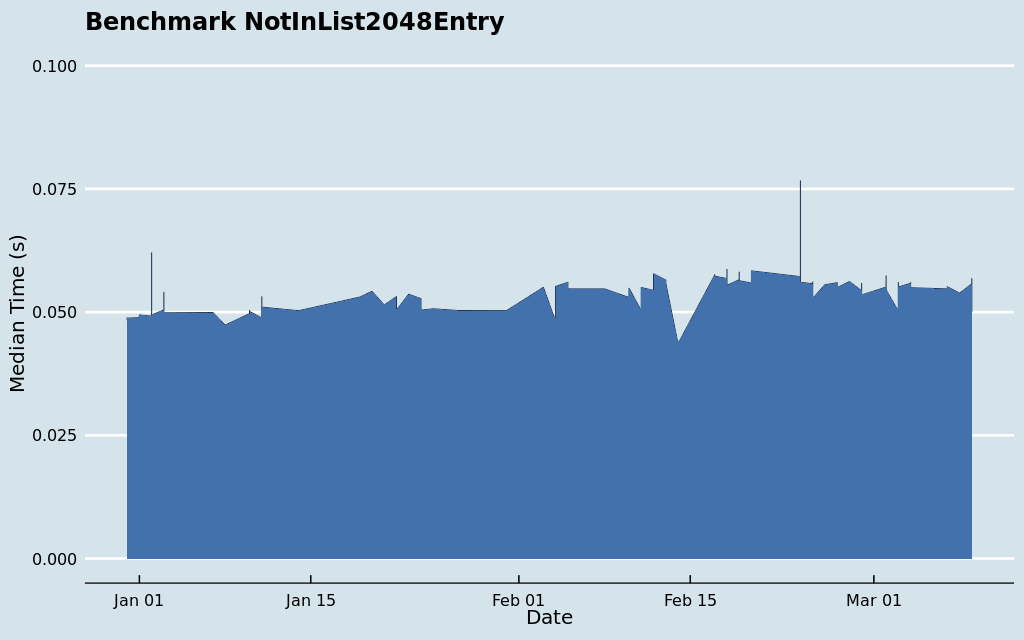 Benchmark NotInList2048Entry
0.100
0.075
0.050
0.025
0.000
Median Time (s)
Jan 01 Jan 15 Feb 01 Feb 15 Mar 01
Date